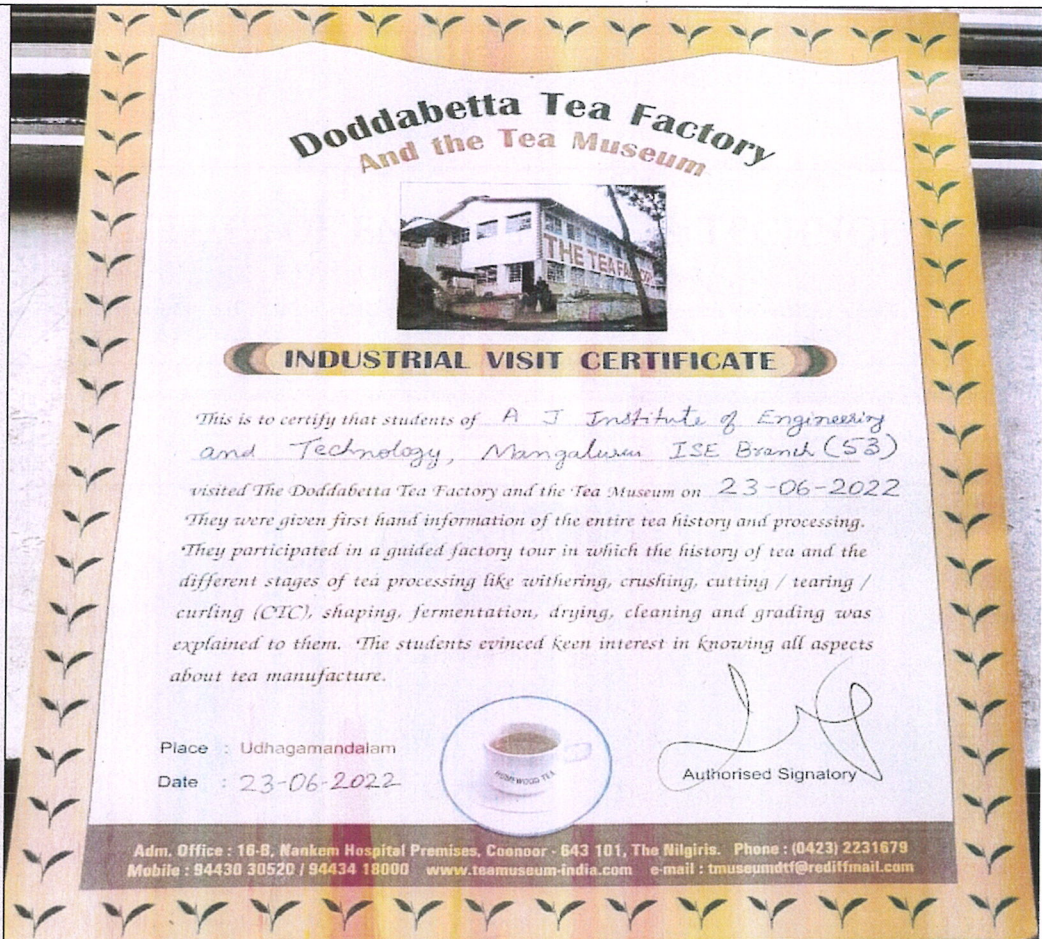 Doddabetta Tea Factory
And the Tea Museum
THE TEA FACTORY
INDUSTRIAL VISIT CERTIFICATE
This is to certify that students of A J Institute of Engineering
and Technology, Mangaluru ISE Branch (53)
visited The Doddabetta Tea Factory and the Tea Museum on 23-06-2022
They were given first hand information of the entire tea history and processing.
They participated in a guided factory tour in which the history of tea and the
different stages of tea processing like withering, crushing, cutting / tearing /
curling (CTC), shaping, fermentation, drying, cleaning and grading was
explained to them. The students evinced keen interest in knowing all aspects
about tea manufacture.
Place : Udhagamandalam
Date : 23-06-2022
TEA
Authorised Signatory
Adm. Office : 16-B, Nankem Hospital Premises, Coonoor - 643 101, The Nilgiris. Phone : (0423) 2231679
Mobile : 94430 30520 / 94434 18000 www.teamuseum-india.com e-mail : tmuseumdtf@rediffmail.com